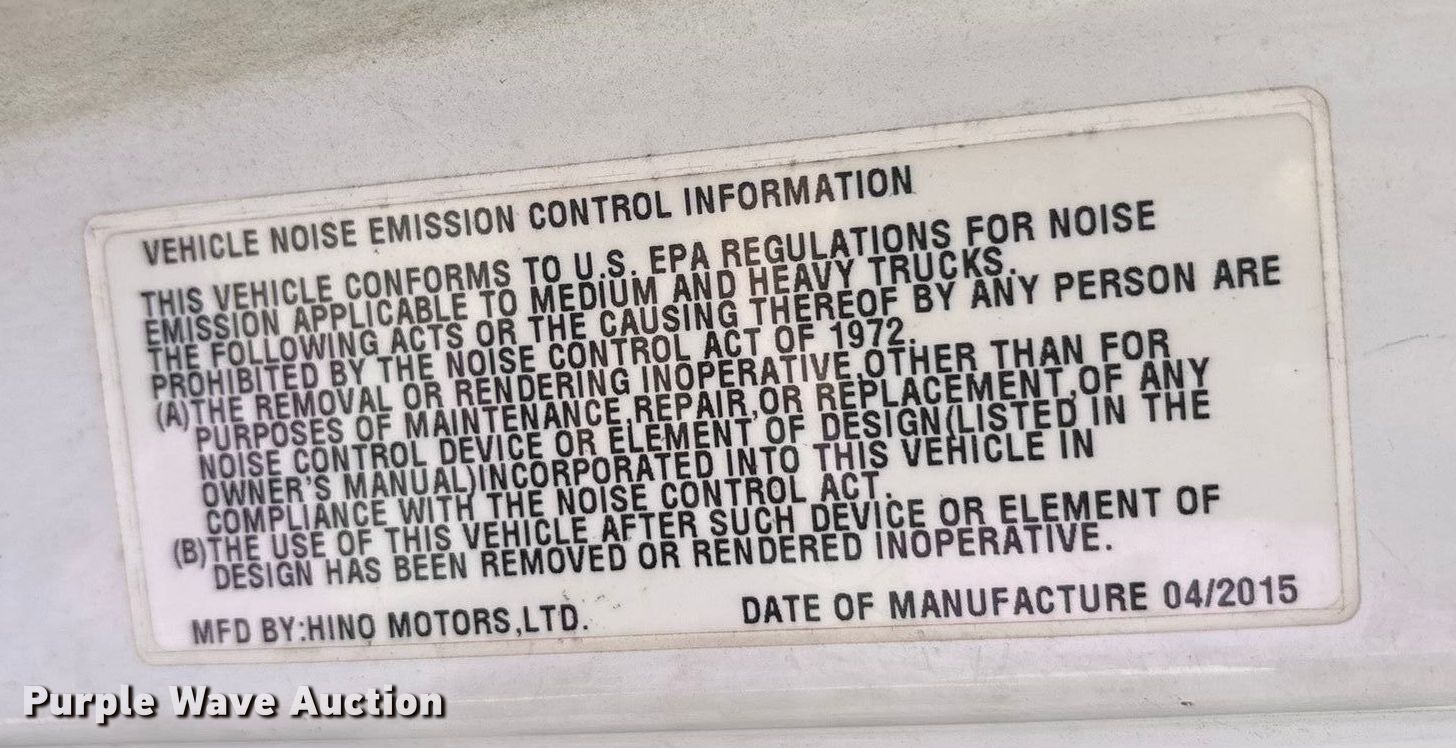 VEHICLE NOISE EMISSION CONTROL INFORMATION
THIS VEHICLE CONFORMS TO U.S. EPA REGULATIONS FOR NOISE
EMISSION APPLICABLE TO MEDIUM AND HEAVY TRUCKS.
THE FOLLOWING ACTS OR THE CAUSING THEREOF BY ANY PERSON ARE
PROHIBITED BY THE NOISE CONTROL ACT OF 1972.
(A)THE REMOVAL OR RENDERING INOPERATIVE,OTHER THAN FOR
PURPOSES OF MAINTENANCE,REPAIR,OR REPLACEMENT,OF ANY
NOISE CONTROL DEVICE OR ELEMENT OF DESIGN(LISTED IN THE
OWNER'S MANUAL)INCORPORATED INTO THIS VEHICLE IN
COMPLIANCE WITH THE NOISE CONTROL ACT.
(B)THE USE OF THIS VEHICLE AFTER SUCH DEVICE OR ELEMENT OF
DESIGN HAS BEEN REMOVED OR RENDERED INOPERATIVE.
MFD BY:HINO MOTORS,LTD. DATE OF MANUFACTURE 04/2015
Purple Wave Auction